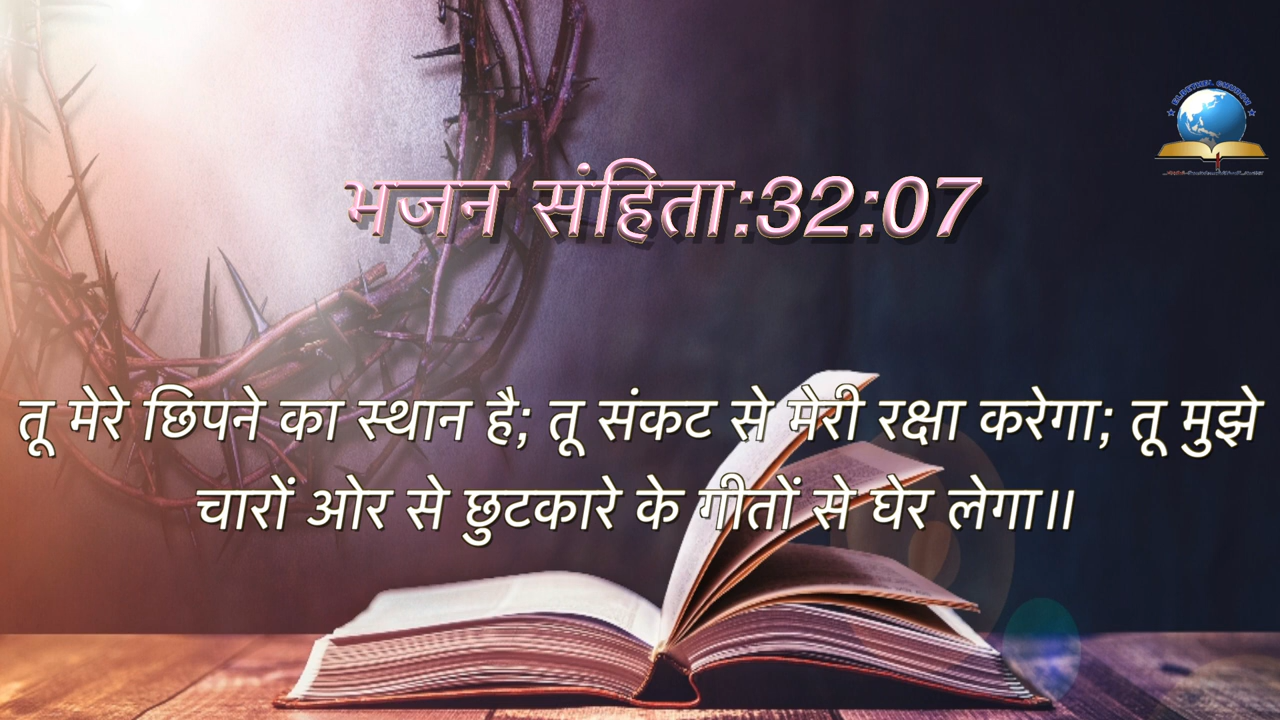 भजन संहिता:32:07
तू मेरे छिपने का स्थान है; तू संकट से मेरी रक्षा करेगा; तू मुझे
चारों ओर से छुटकारे के गीतों से घेर लेगा॥